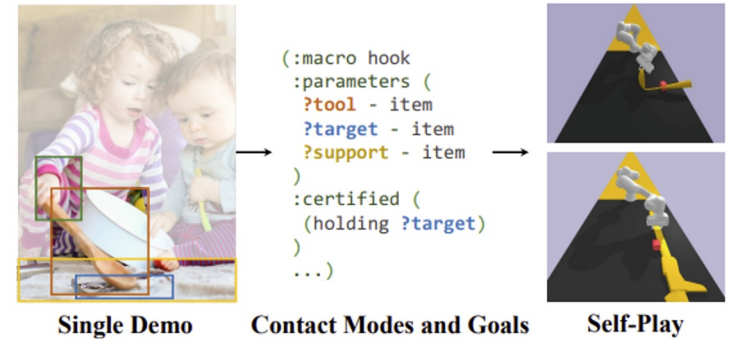 (:macro hook
:parameters (
?tool - item
?target - item
?support - item
)
:certified (
(holding ?target)
)
...)
Single Demo
Contact Modes and Goals
Self-Play